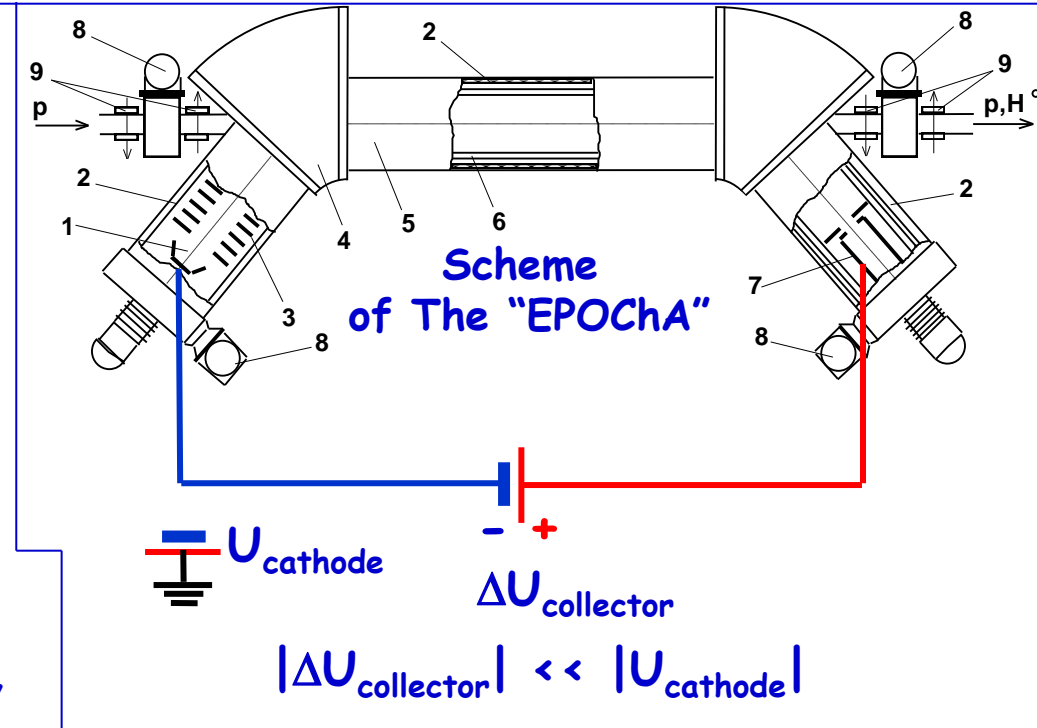 8
2
8
9
9
p
p,H°
2
2
1
4
5
6
7
3
8
8
Scheme
of The “EPOChA”
- +
U cathode
ΔU collector
|ΔU collector| << |U cathode|